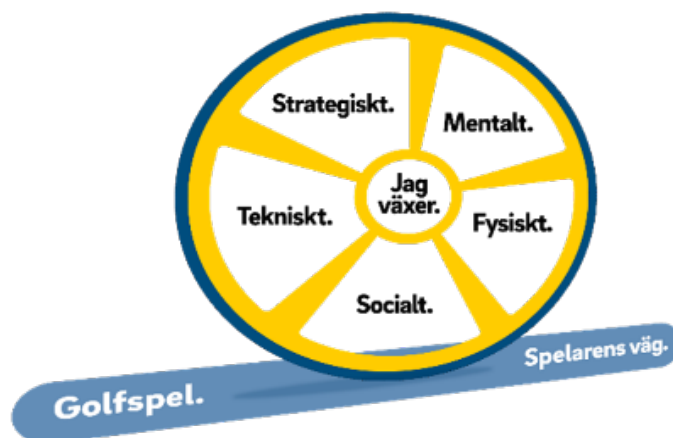 Strategiskt.
Mentalt.
Jag
växer.
Tekniskt.
Fysiskt.
Socialt.
Spelarens väg.
Golfspel.